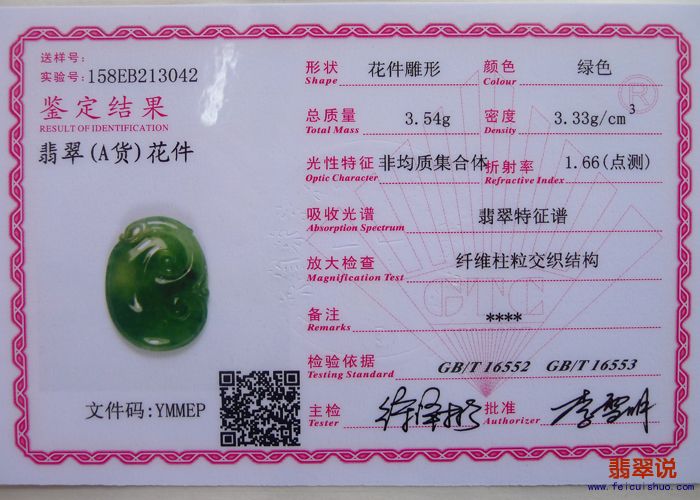 送样号:
实验号: 158EB213042
鉴定结果
RESULT OF IDENTIFICATION
翡翠(A货)花件
文件码: YMMEP
形状 花件雕形 颜色 绿色
Shape Colour
总质量 3.54g 密度 3.33g/cm³
Total Mass Density
光性特征 非均质集合体 折射率 1.66(点测)
Optic Character Refractive Index
吸收光谱 翡翠特征谱
Absorption Spectrum
放大检查 纤维柱粒交织结构
Magnification Test
备注 ****
Remarks
检验依据 GB/T 16552 GB/T 16553
Testing Standard
主检 批准
Tester Authorizer
GTC
®
翡翠说
www.feicuishuo.com